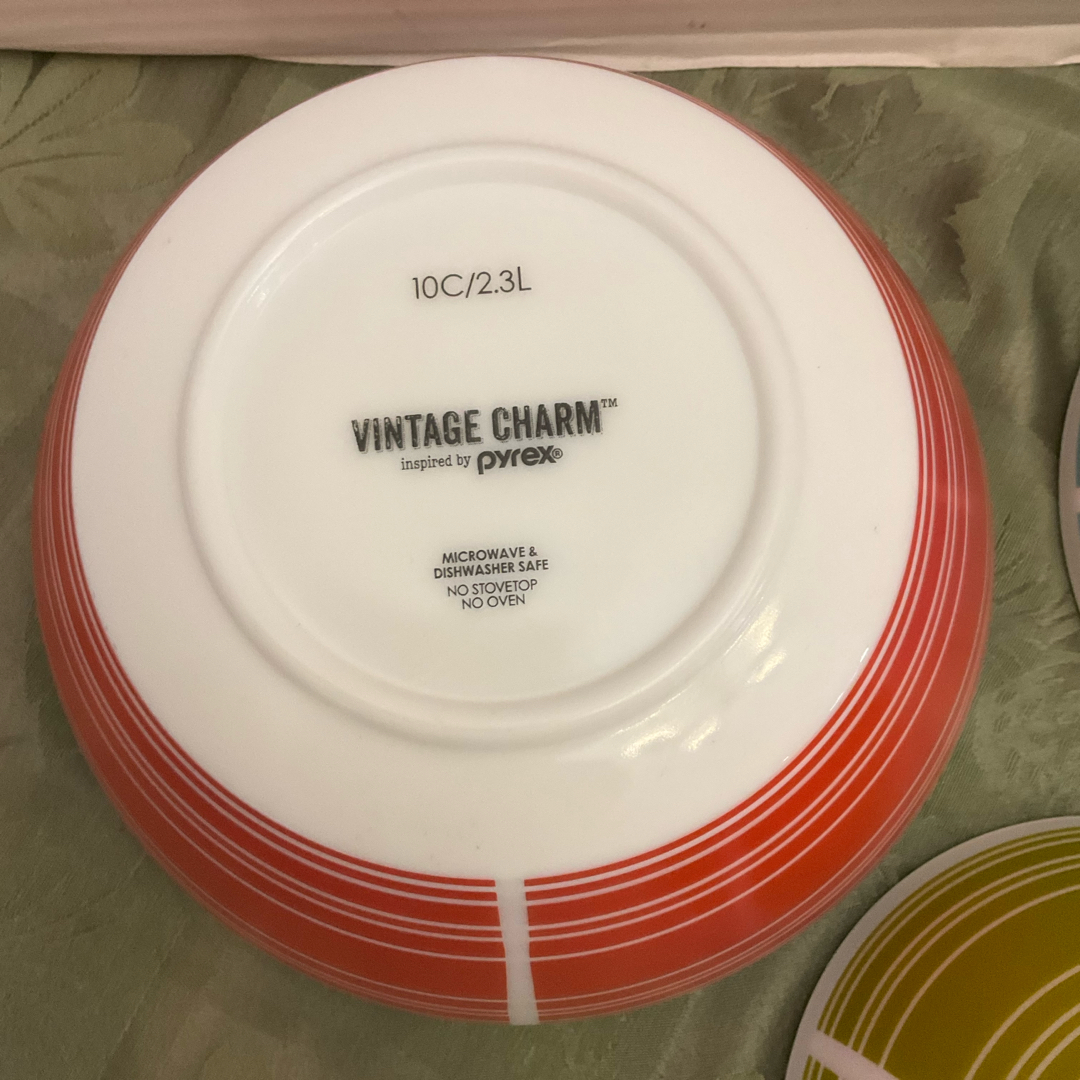 10C/2.3L
VINTAGE CHARM™
inspired by pyrex®
MICROWAVE &
DISHWASHER SAFE
NO STOVETOP
NO OVEN